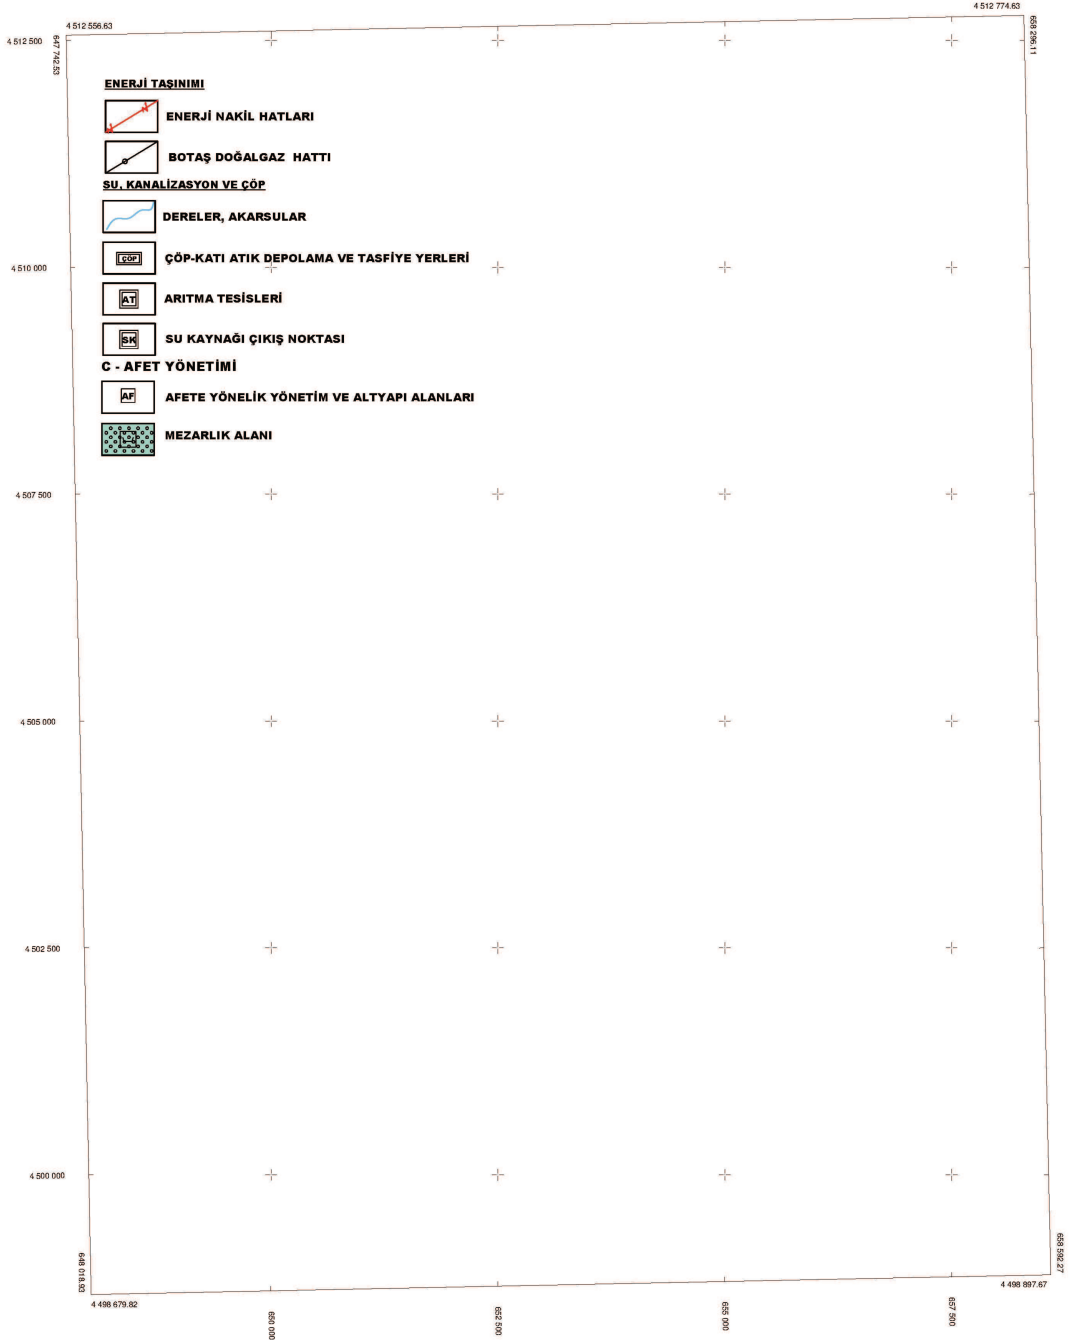 4 512 774.63
4 512 556.63
4 512 500
647 742.53
658 296.11
ENERJİ TAŞINIMI
ENERJİ NAKİL HATLARI
BOTAŞ DOĞALGAZ HATTI
SU, KANALİZASYON VE ÇÖP
DERELER, AKARSULAR
ÇÖP
ÇÖP-KATI ATIK DEPOLAMA VE TASFİYE YERLERİ
4 510 000
AT
ARITMA TESİSLERİ
SK
SU KAYNAĞI ÇIKIŞ NOKTASI
C - AFET YÖNETİMİ
AF
AFETE YÖNELİK YÖNETİM VE ALTYAPI ALANLARI
MEZARLIK ALANI
4 507 500
4 505 000
4 502 500
4 500 000
648 018.93
658 592.27
4 498 679.82
4 498 897.67
650 000
652 500
655 000
657 500